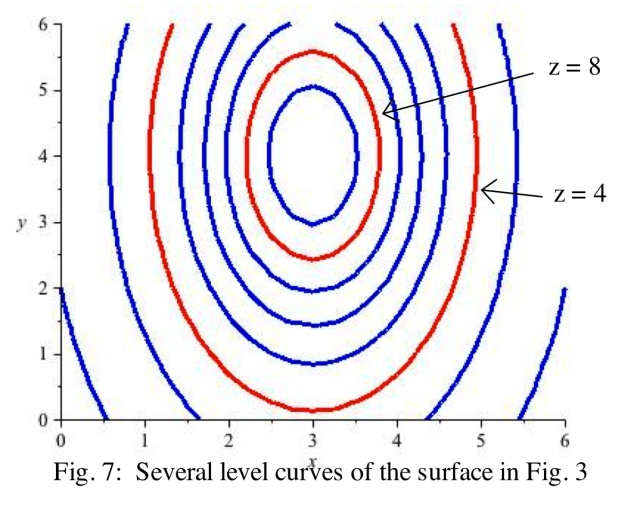 6
5
4
y 3
2
1
0
z = 8
z = 4
0 1 2 3 4 5 6
x
Fig. 7: Several level curves of the surface in Fig. 3